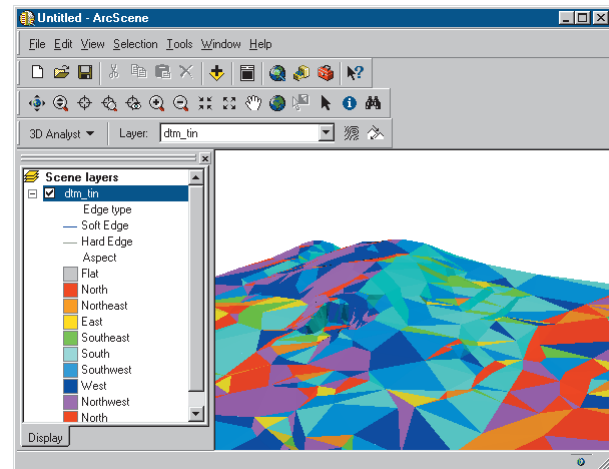 Untitled - ArcScene
File Edit View Selection Tools Window Help
3D Analyst Layer: dtm_tin
Scene layers
dtm_tin
Edge type
Soft Edge
Hard Edge
Aspect
Flat
North
Northeast
East
Southeast
South
Southwest
West
Northwest
North
Display